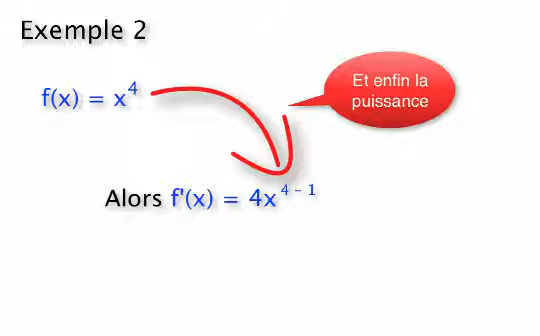 Exemple 2
f(x) = x⁴
Et enfin la
puissance
Alors f'(x) = 4x⁴⁻¹